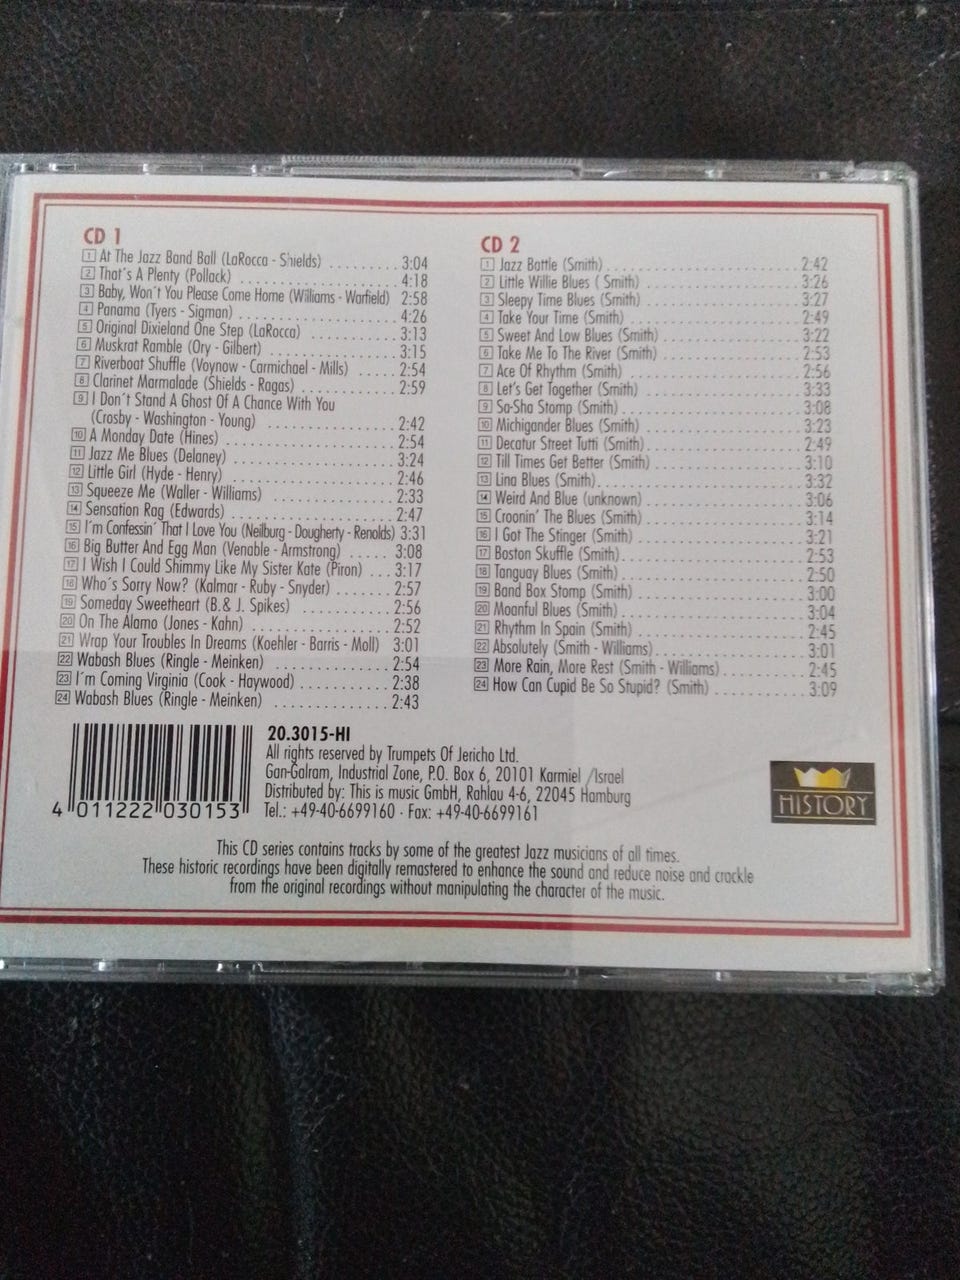 CD 1
1 At The Jazz Band Ball (LaRocca - Shields) ........ 3:04
2 That´s A Plenty (Pollack) 4:18
3 Baby, Won´t You Please Come Home (Williams - Warfield) 2:58
4 Panama (Tyers - Sigman) ........ 4:26
5 Original Dixieland One Step (LaRocca) ........ 3:13
6 Muskrat Ramble (Ory - Gilbert) ........ 3:15
7 Riverboat Shuffle (Voynow - Carmichael - Mills) ..... 2:54
8 Clarinet Marmalade (Shields - Ragas) ........ 2:59
9 I Don´t Stand A Ghost Of A Chance With You
(Crosby - Washington - Young) ........ 2:42
10 A Monday Date (Hines) ........ 2:54
11 Jazz Me Blues (Delaney) ........ 3:24
12 Little Girl (Hyde - Henry) ........ 2:46
13 Squeeze Me (Waller - Williams) ........ 2:33
14 Sensation Rag (Edwards) ........ 2:47
15 I´m Confessin´ That I Love You (Neilburg - Dougherty - Renolds) 3:31
16 Big Butter And Egg Man (Venable - Armstrong) ..... 3:08
17 I Wish I Could Shimmy Like My Sister Kate (Piron) ... 3:17
18 Who´s Sorry Now? (Kalmar - Ruby - Snyder) ........ 2:57
19 Someday Sweetheart (B.& J. Spikes) ........ 2:56
20 On The Alamo (Jones - Kahn) ........ 2:52
21 Wrap Your Troubles In Dreams (Koehler - Barris - Moll) 3:01
22 Wabash Blues (Ringle - Meinken) ........ 2:54
23 I´m Coming Virginia (Cook - Haywood) ........ 2:38
24 Wabash Blues (Ringle - Meinken) ........ 2:43
CD 2
1 Jazz Battle (Smith) ........ 2:42
2 Little Willie Blues ( Smith) ........ 3:26
3 Sleepy Time Blues (Smith) ........ 3:27
4 Take Your Time (Smith) ........ 2:49
5 Sweet And Low Blues (Smith) ........ 3:22
6 Take Me To The River (Smith) ........ 2:53
7 Ace Of Rhythm (Smith) ........ 2:56
8 Let's Get Together (Smith) ........ 3:33
9 Sa-Sha Stomp (Smith) ........ 3:08
10 Michigander Blues (Smith) ........ 3:23
11 Decatur Street Tutti (Smith) ........ 2:49
12 Till Times Get Better (Smith) ........ 3:10
13 Lina Blues (Smith) ........ 3:32
14 Weird And Blue (unknown) ........ 3:06
15 Croonin' The Blues (Smith) ........ 3:14
16 I Got The Stinger (Smith) ........ 3:21
17 Boston Skuffle (Smith) ........ 2:53
18 Tanguay Blues (Smith) ........ 2:50
19 Band Box Stomp (Smith) ........ 3:00
20 Moanful Blues (Smith) ........ 3:04
21 Rhythm In Spain (Smith) ........ 2:45
22 Absolutely (Smith - Williams) ........ 3:01
23 More Rain, More Rest (Smith - Williams) ........ 2:45
24 How Can Cupid Be So Stupid? (Smith) ........ 3:09
4 011222 030153
20.3015-HI
All rights reserved by Trumpets Of Jericho Ltd.
Gan-Galram, Industrial Zone, P.O. Box 6, 20101 Karmiel /Israel
Distributed by: This is music GmbH, Rahlau 4-6, 22045 Hamburg
Tel.: +49-40-6699160 · Fax: +49-40-6699161
HISTORY
This CD series contains tracks by some of the greatest Jazz musicians of all times.
These historic recordings have been digitally remastered to enhance the sound and reduce noise and crackle
from the original recordings without manipulating the character of the music.